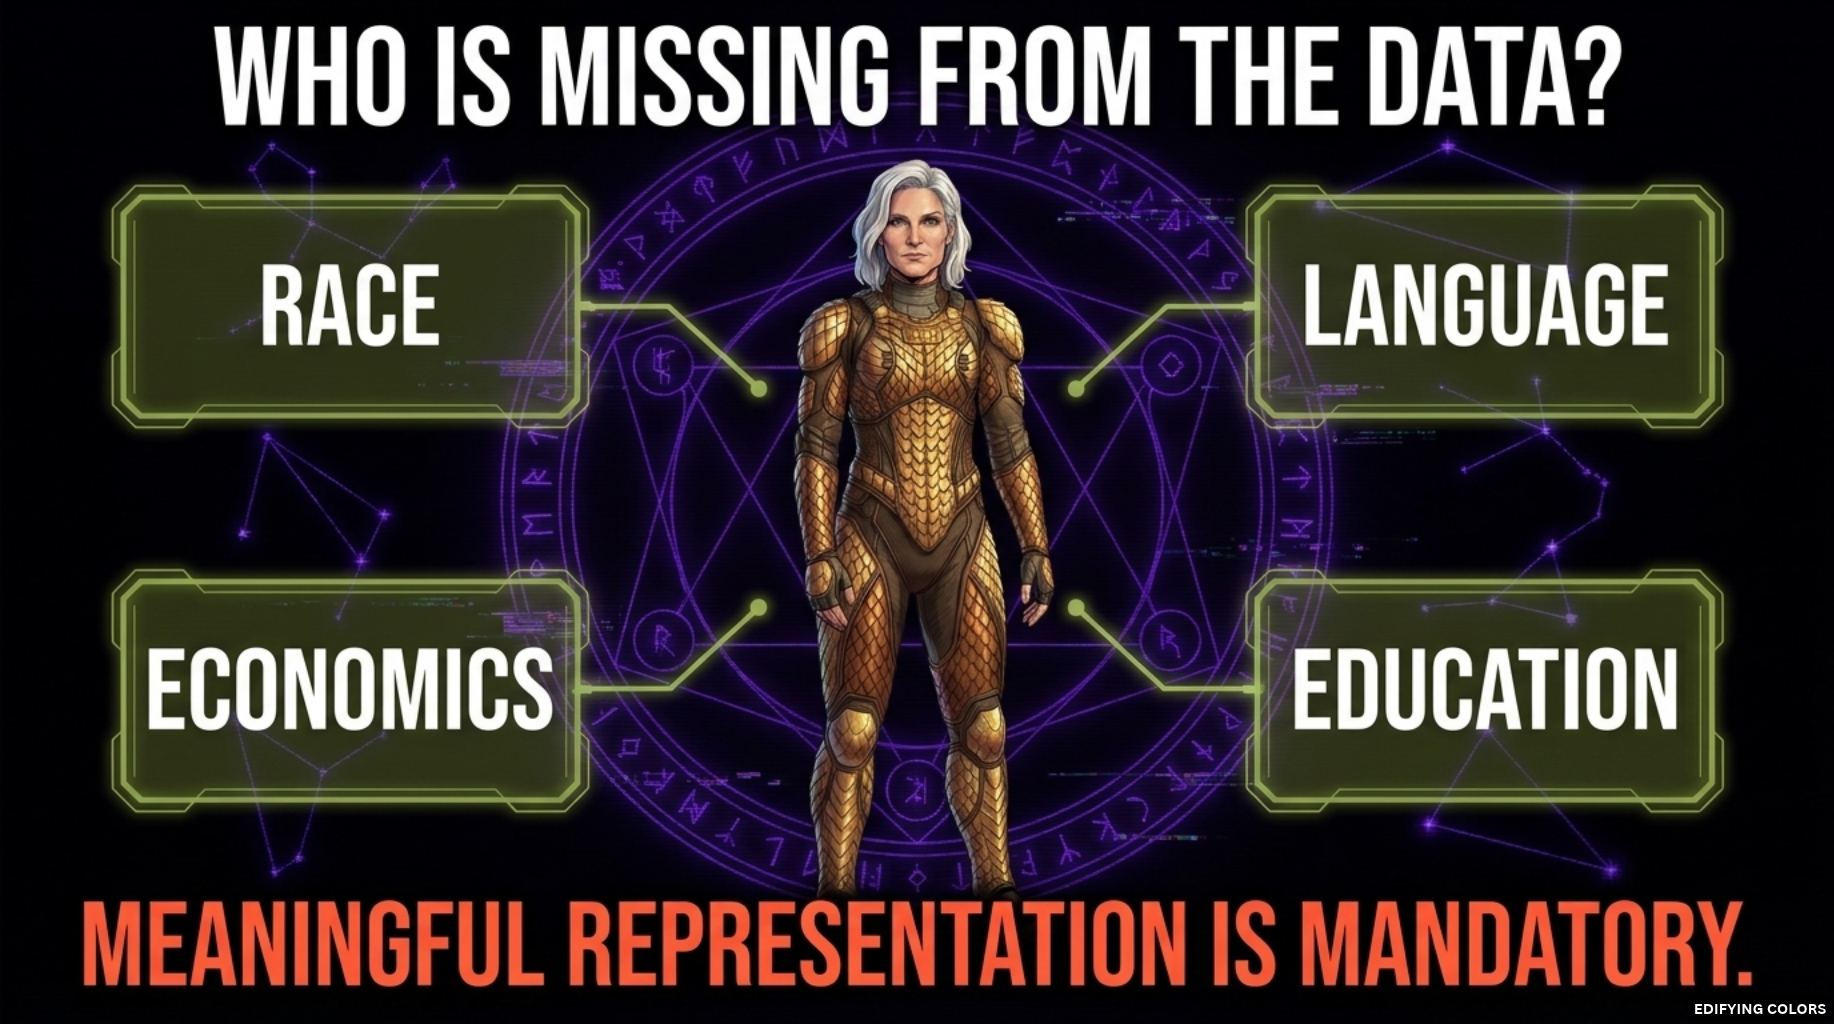 WHO IS MISSING FROM THE DATA?
RACE
LANGUAGE
ECONOMICS
EDUCATION
MEANINGFUL REPRESENTATION IS MANDATORY.
EDIFYING COLORS